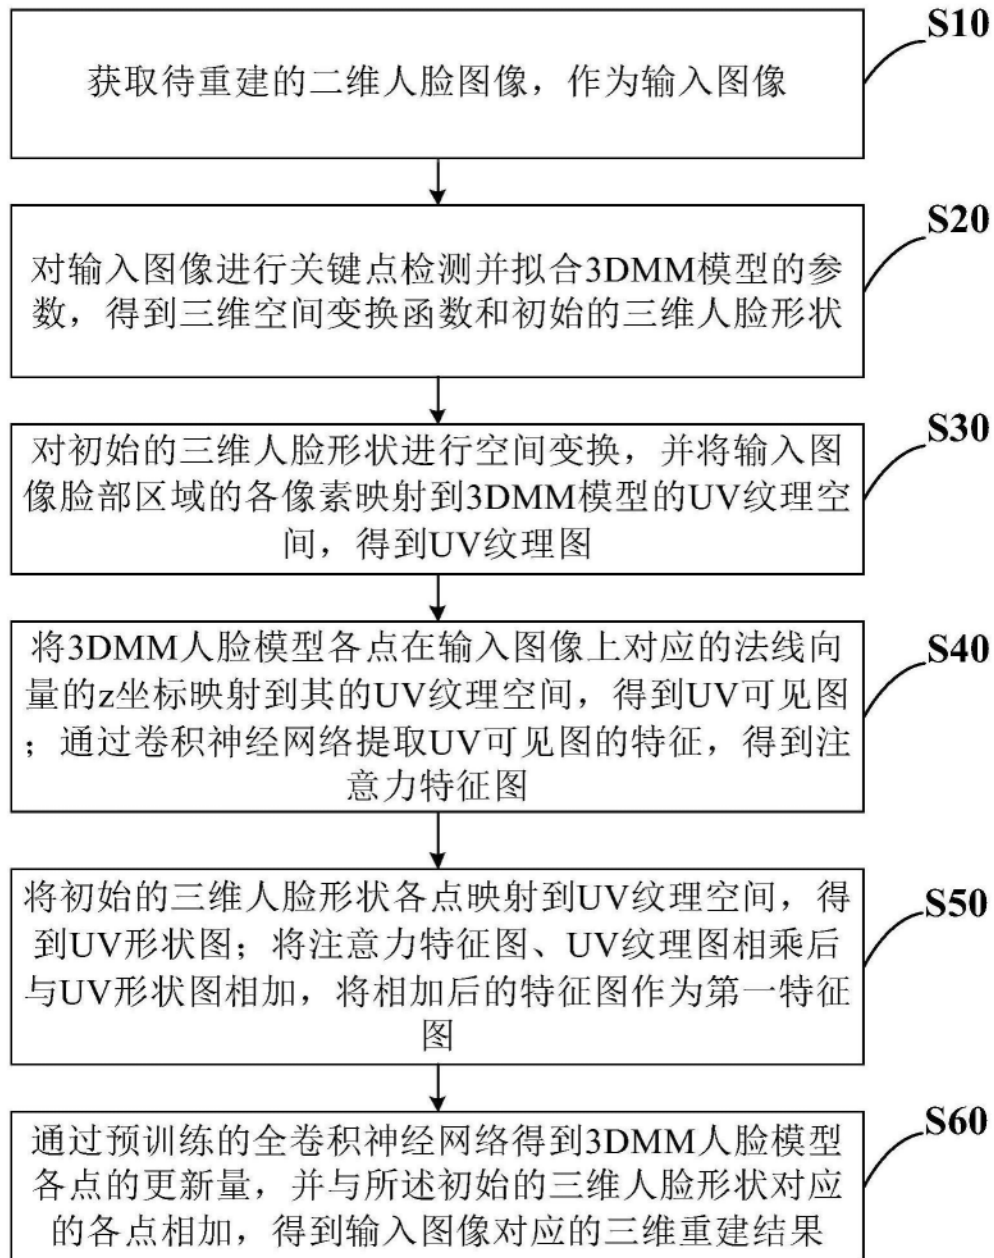 S10
获取待重建的二维人脸图像，作为输入图像
S20
对输入图像进行关键点检测并拟合3DMM模型的参
数，得到三维空间变换函数和初始的三维人脸形状
S30
对初始的三维人脸形状进行空间变换，并将输入图
像脸部区域的各像素映射到3DMM模型的UV纹理空
间，得到UV纹理图
S40
将3DMM人脸模型各点在输入图像上对应的法线向
量的z坐标映射到其的UV纹理空间，得到UV可见图
；通过卷积神经网络提取UV可见图的特征，得到注
意力特征图
S50
将初始的三维人脸形状各点映射到UV纹理空间，得
到UV形状图；将注意力特征图、UV纹理图相乘后
与UV形状图相加，将相加后的特征图作为第一特征
图
S60
通过预训练的全卷积神经网络得到3DMM人脸模型
各点的更新量，并与所述初始的三维人脸形状对应
的各点相加，得到输入图像对应的三维重建结果